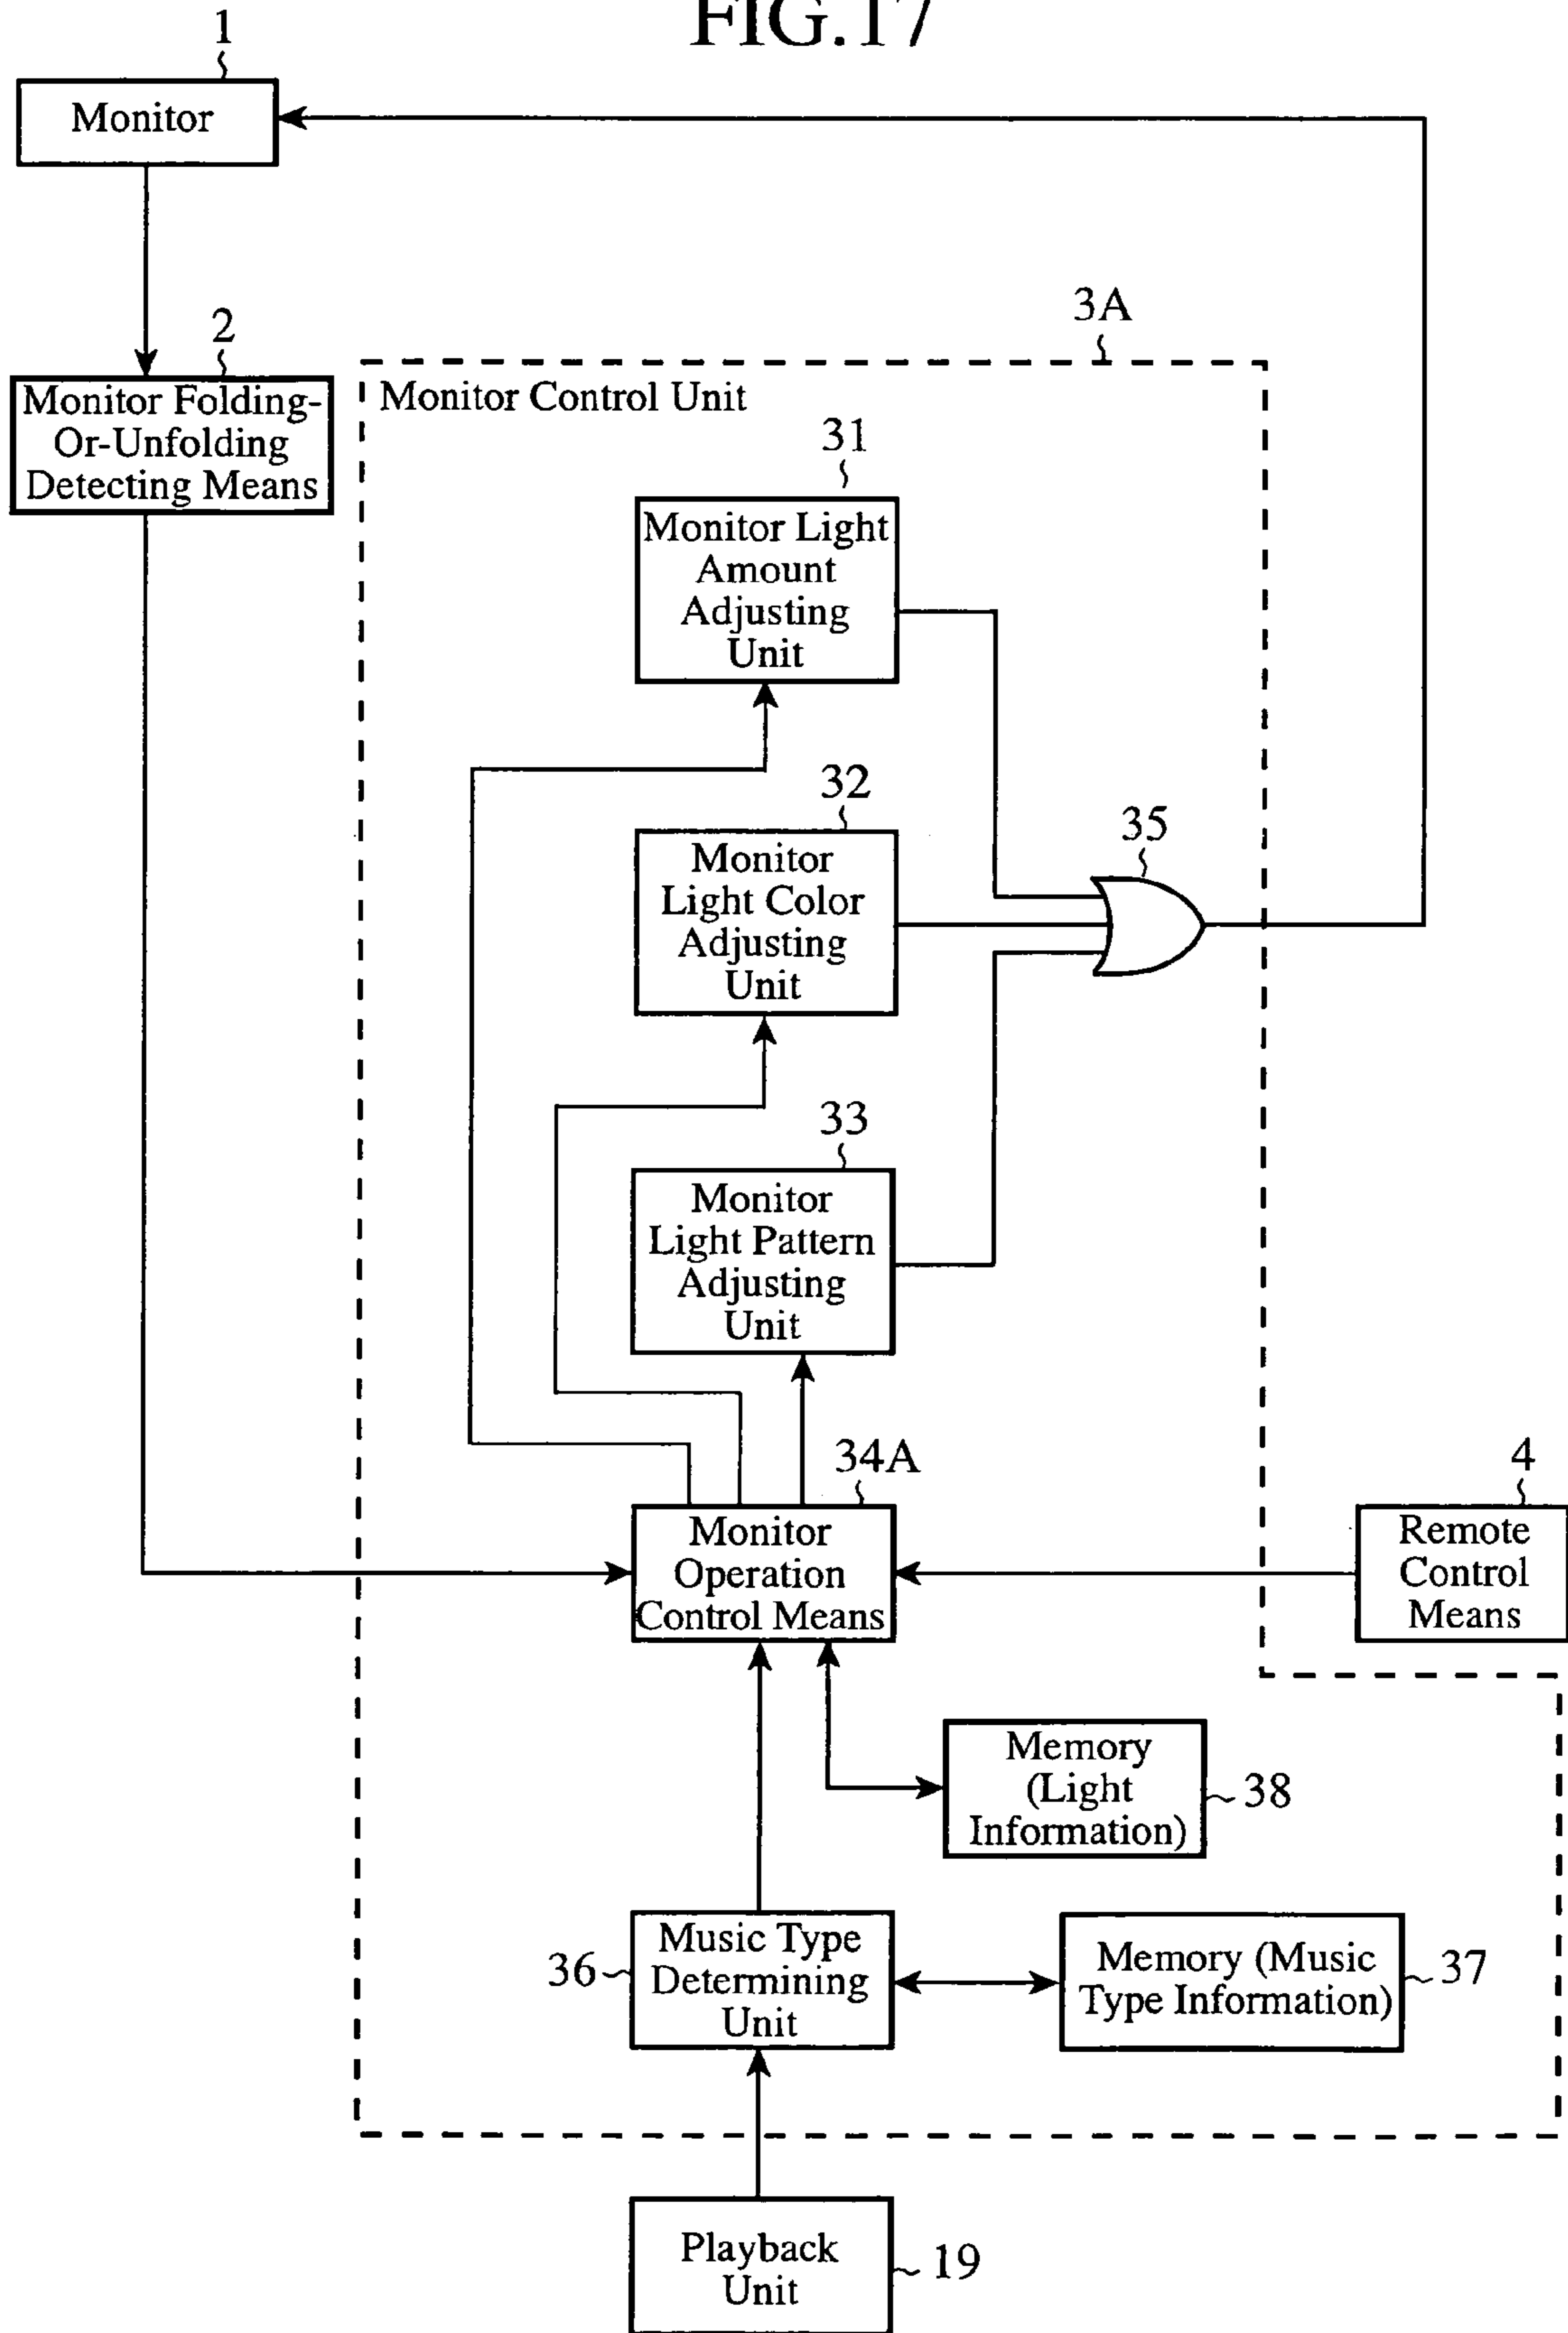 FIG.17
1
Monitor
2
Monitor Folding-
Or-Unfolding
Detecting Means
3A
Monitor Control Unit
31
Monitor Light
Amount
Adjusting
Unit
32
Monitor
Light Color
Adjusting
Unit
35
33
Monitor
Light Pattern
Adjusting
Unit
34A
Monitor
Operation
Control Means
4
Remote
Control
Means
Memory
(Light
Information)
38
36
Music Type
Determining
Unit
Memory (Music
Type Information)
37
Playback
Unit
19